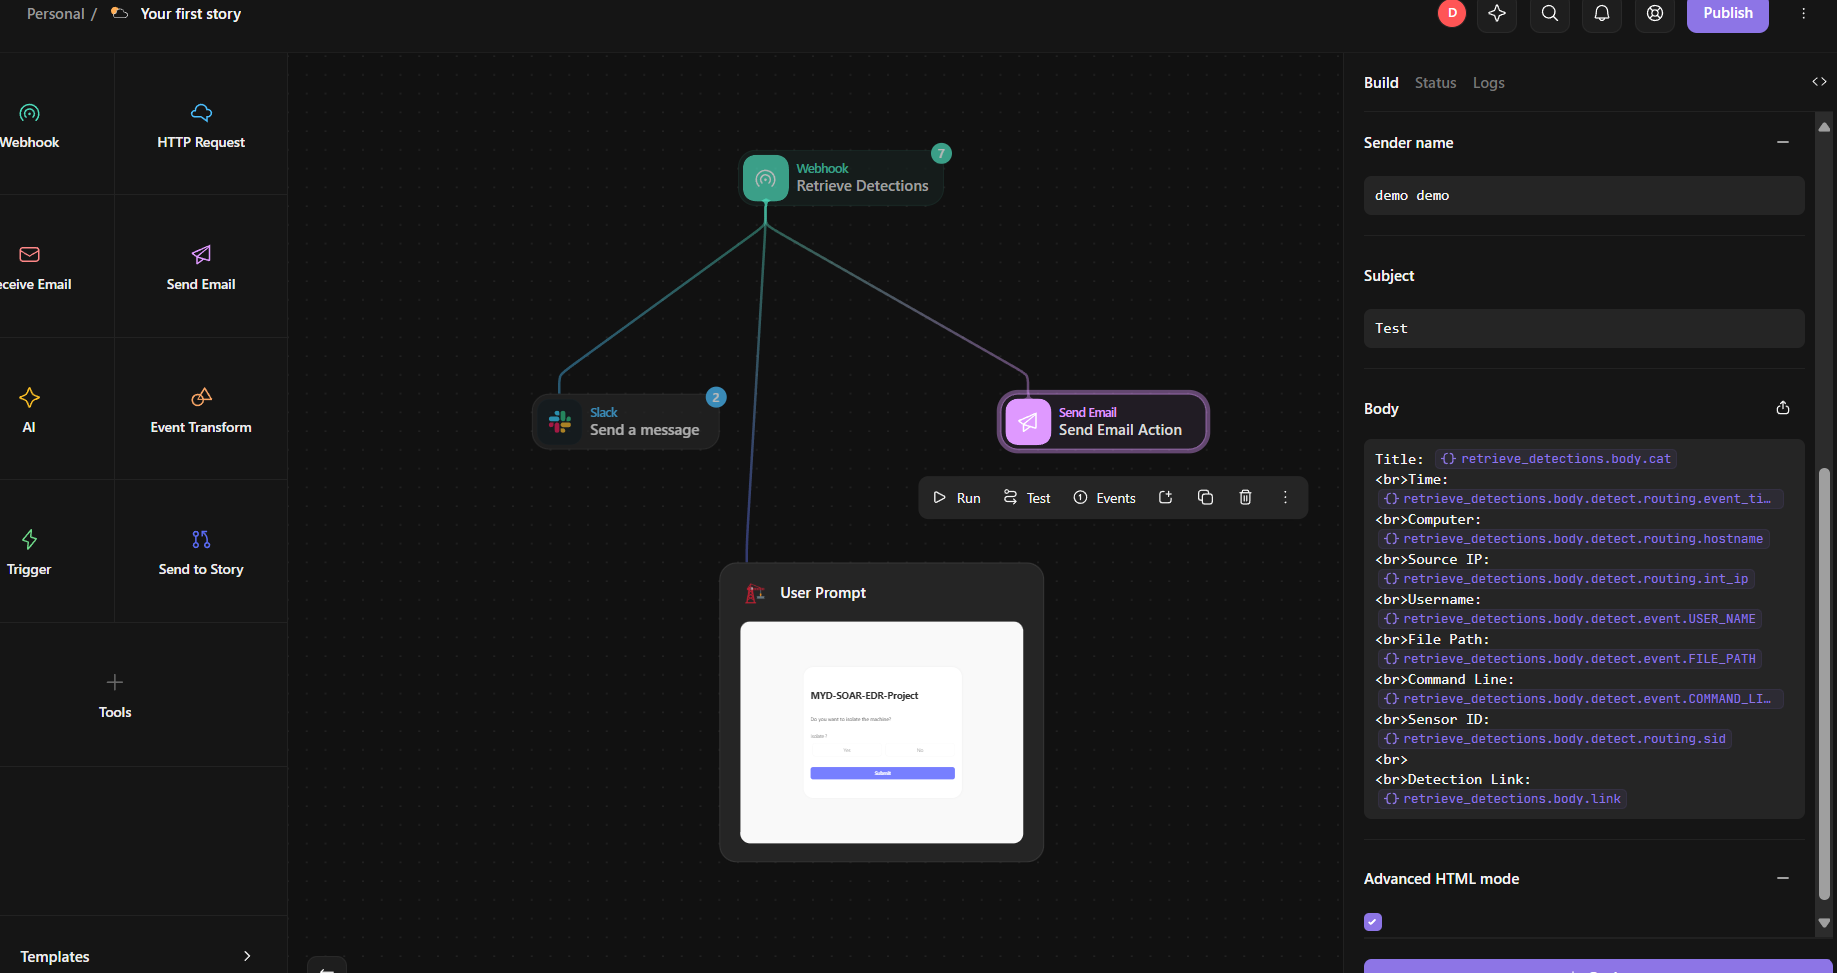 Personal / Your first story
D
Publish
Webhook
HTTP Request
ceive Email
Send Email
AI
Event Transform
Trigger
Send to Story
Tools
Templates
Webhook
Retrieve Detections
7
Slack
Send a message
2
Send Email
Send Email Action
Run
Test
Events
User Prompt
MYD-SOAR-EDR-Project
Do you want to isolate the machine?
Isolate ?
Yes
No
Submit
Build
Status
Logs
Sender name
demo demo
Subject
Test
Body
Title: {} retrieve_detections.body.cat
<br>Time:
{} retrieve_detections.body.detect.routing.event_ti…
<br>Computer:
{} retrieve_detections.body.detect.routing.hostname
<br>Source IP:
{} retrieve_detections.body.detect.routing.int_ip
<br>Username:
{} retrieve_detections.body.detect.event.USER_NAME
<br>File Path:
{} retrieve_detections.body.detect.event.FILE_PATH
<br>Command Line:
{} retrieve_detections.body.detect.event.COMMAND_LI…
<br>Sensor ID:
{} retrieve_detections.body.detect.routing.sid
<br>
<br>Detection Link:
{} retrieve_detections.body.link
Advanced HTML mode